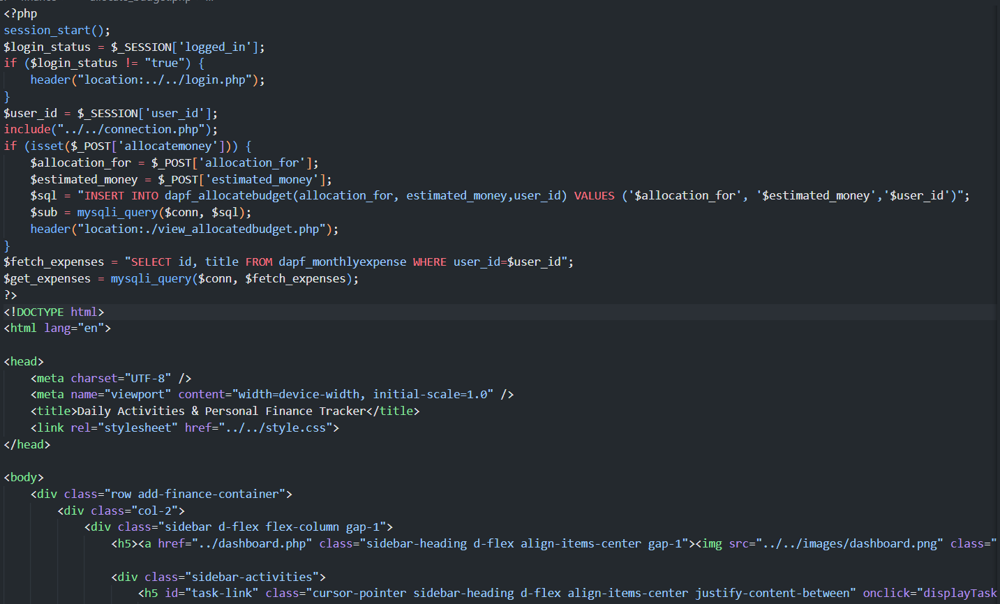 <?php
session_start();
$login_status = $_SESSION['logged_in'];
if ($login_status != "true") {
    header("location:../../login.php");
}
$user_id = $_SESSION['user_id'];
include("../../connection.php");
if (isset($_POST['allocatemoney'])) {
    $allocation_for = $_POST['allocation_for'];
    $estimated_money = $_POST['estimated_money'];
    $sql = "INSERT INTO dapf_allocatebudget(allocation_for, estimated_money,user_id) VALUES ('$allocation_for', '$estimated_money','$user_id')";
    $sub = mysqli_query($conn, $sql);
    header("location:./view_allocatedbudget.php");
}
$fetch_expenses = "SELECT id, title FROM dapf_monthlyexpense WHERE user_id=$user_id";
$get_expenses = mysqli_query($conn, $fetch_expenses);
?>
<!DOCTYPE html>
<html lang="en">

<head>
    <meta charset="UTF-8" />
    <meta name="viewport" content="width=device-width, initial-scale=1.0" />
    <title>Daily Activities & Personal Finance Tracker</title>
    <link rel="stylesheet" href="../../style.css">
</head>

<body>
    <div class="row add-finance-container">
        <div class="col-2">
            <div class="sidebar d-flex flex-column gap-1">
                <h5><a href="../dashboard.php" class="sidebar-heading d-flex align-items-center gap-1"><img src="../../images/dashboard.png" class="

                <div class="sidebar-activities">
                    <h5 id="task-link" class="cursor-pointer sidebar-heading d-flex align-items-center justify-content-between" onclick="displayTask